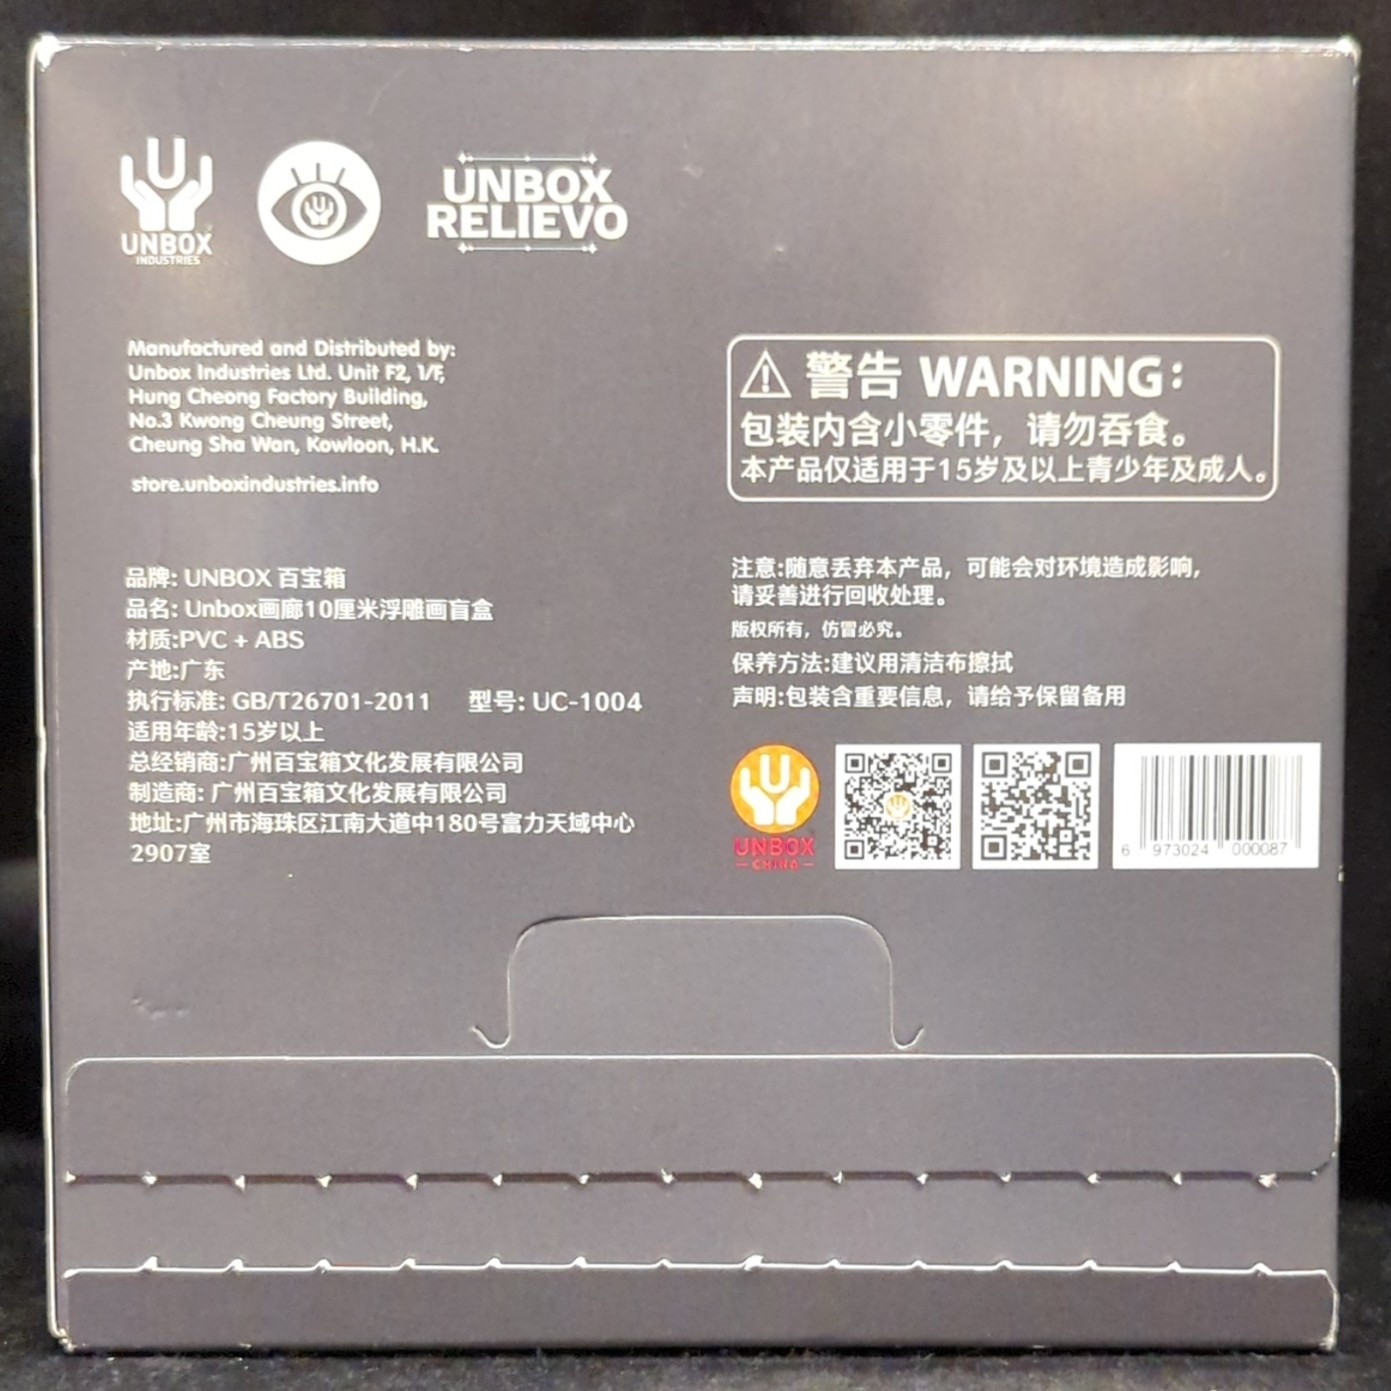 U
UNBOX
INDUSTRIES
UNBOX
RELIEVO
Manufactured and Distributed by:
Unbox Industries Ltd. Unit F2, 1/F,
Hung Cheong Factory Building,
No.3 Kwong Cheung Street,
Cheung Sha Wan, Kowloon, H.K.
store.unboxindustries.info
警告 WARNING:
包装内含小零件，请勿吞食。
本产品仅适用于15岁及以上青少年及成人。
品牌: UNBOX 百宝箱
品名: Unbox画廊10厘米浮雕画盲盒
材质:PVC + ABS
产地:广东
执行标准: GB/T26701-2011 型号: UC-1004
适用年龄:15岁以上
总经销商:广州百宝箱文化发展有限公司
制造商: 广州百宝箱文化发展有限公司
地址:广州市海珠区江南大道中180号富力天域中心
2907室
注意:随意丢弃本产品，可能会对环境造成影响，
请妥善进行回收处理。
版权所有，仿冒必究。
保养方法:建议用清洁布擦拭
声明:包装含重要信息，请给予保留备用
U
UNBOX
CHINA
6 973024 000087